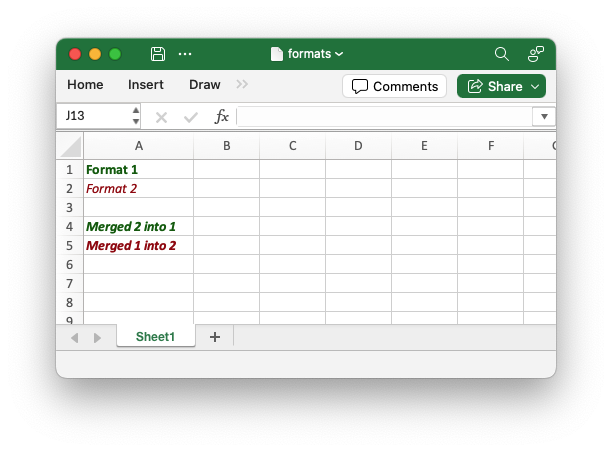 formats
Home Insert Draw Comments Share
J13 fx
A B C D E F
1 Format 1
2 Format 2
3
4 Merged 2 into 1
5 Merged 1 into 2
6
7
8
9
Sheet1 +